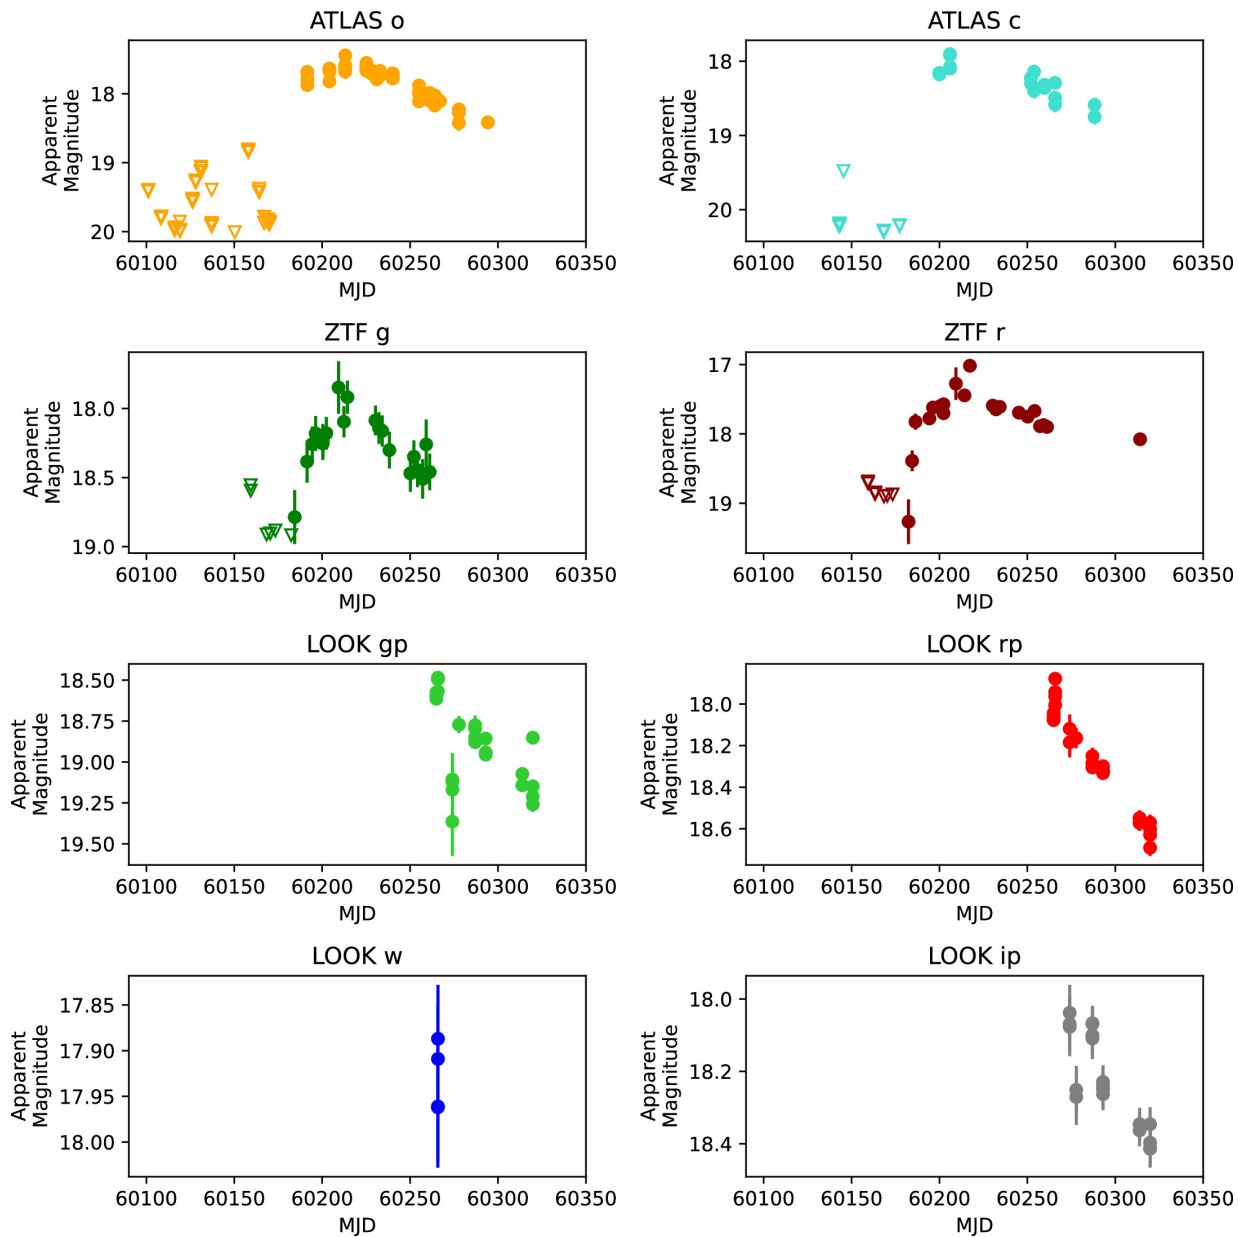 ATLAS o
Apparent
Magnitude
18
19
20
60100 60150 60200 60250 60300 60350
MJD
ATLAS c
Apparent
Magnitude
18
19
20
60100 60150 60200 60250 60300 60350
MJD
ZTF g
Apparent
Magnitude
18.0
18.5
19.0
60100 60150 60200 60250 60300 60350
MJD
ZTF r
Apparent
Magnitude
17
18
19
60100 60150 60200 60250 60300 60350
MJD
LOOK gp
Apparent
Magnitude
18.50
18.75
19.00
19.25
19.50
60100 60150 60200 60250 60300 60350
MJD
LOOK rp
Apparent
Magnitude
18.0
18.2
18.4
18.6
60100 60150 60200 60250 60300 60350
MJD
LOOK w
Apparent
Magnitude
17.85
17.90
17.95
18.00
60100 60150 60200 60250 60300 60350
MJD
LOOK ip
Apparent
Magnitude
18.0
18.2
18.4
60100 60150 60200 60250 60300 60350
MJD